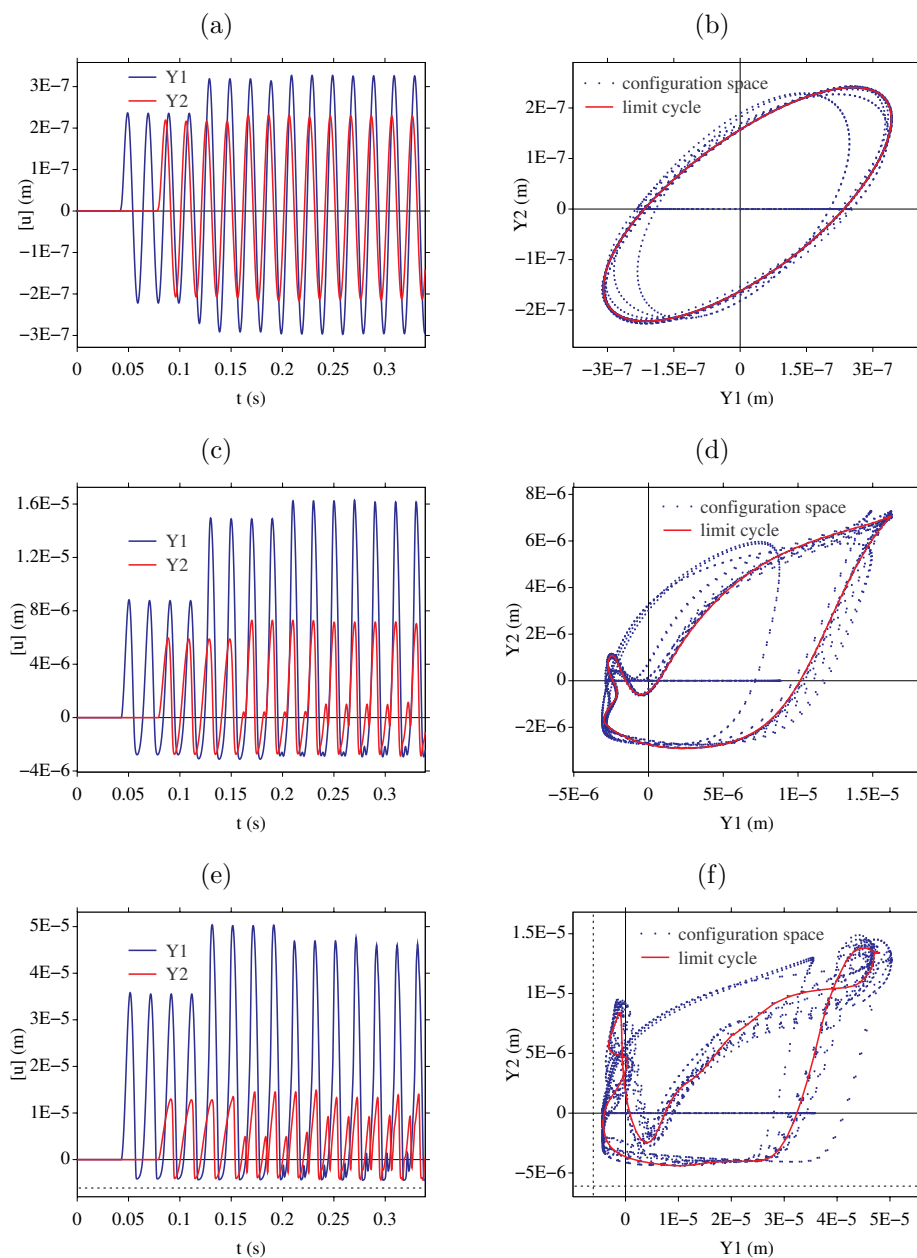 (a)
(b)
[u] (m)
3E−7
2E−7
1E−7
0
−1E−7
−2E−7
−3E−7
Y1
Y2
0 0.05 0.1 0.15 0.2 0.25 0.3
t (s)
Y2 (m)
2E−7
1E−7
0
−1E−7
−2E−7
configuration space
limit cycle
−3E−7 −1.5E−7 0 1.5E−7 3E−7
Y1 (m)
(c)
(d)
[u] (m)
1.6E−5
1.2E−5
8E−6
4E−6
0
−4E−6
Y1
Y2
0 0.05 0.1 0.15 0.2 0.25 0.3
t (s)
Y2 (m)
8E−6
6E−6
4E−6
2E−6
0
−2E−6
configuration space
limit cycle
−5E−6 0 5E−6 1E−5 1.5E−5
Y1 (m)
(e)
(f)
[u] (m)
5E−5
4E−5
3E−5
2E−5
1E−5
0
Y1
Y2
0 0.05 0.1 0.15 0.2 0.25 0.3
t (s)
Y2 (m)
1.5E−5
1E−5
5E−6
0
−5E−6
configuration space
limit cycle
0 1E−5 2E−5 3E−5 4E−5 5E−5
Y1 (m)